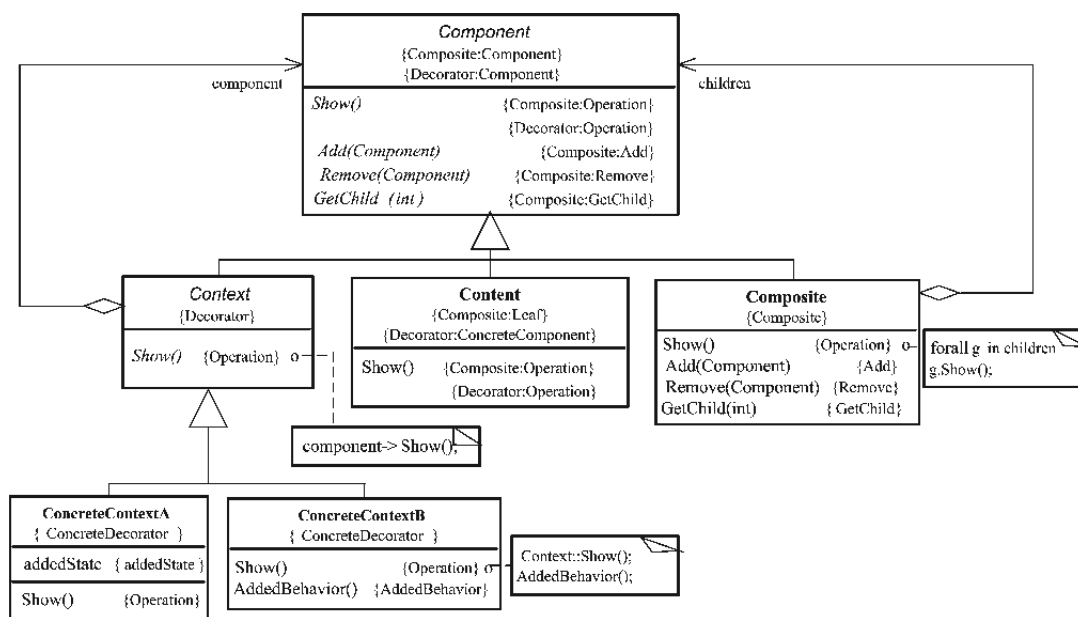 Component
{Composite:Component}
{Decorator:Component}
component
children
Show() {Composite:Operation}
{Decorator:Operation}
Add(Component) {Composite:Add}
Remove(Component) {Composite:Remove}
GetChild (int) {Composite:GetChild}
Context
{Decorator}
Show() {Operation}
Content
{Composite:Leaf}
{Decorator:ConcreteComponent}
Show() {Composite:Operation}
{Decorator:Operation}
Composite
{Composite}
Show() {Operation}
Add(Component) {Add}
Remove(Component) {Remove}
GetChild(int) {GetChild}
forall g in children
g.Show();
component-> Show();
ConcreteContextA
{ ConcreteDecorator }
addedState { addedState }
Show() {Operation}
ConcreteContextB
{ ConcreteDecorator }
Show() {Operation}
AddedBehavior() {AddedBehavior}
Context::Show();
AddedBehavior();